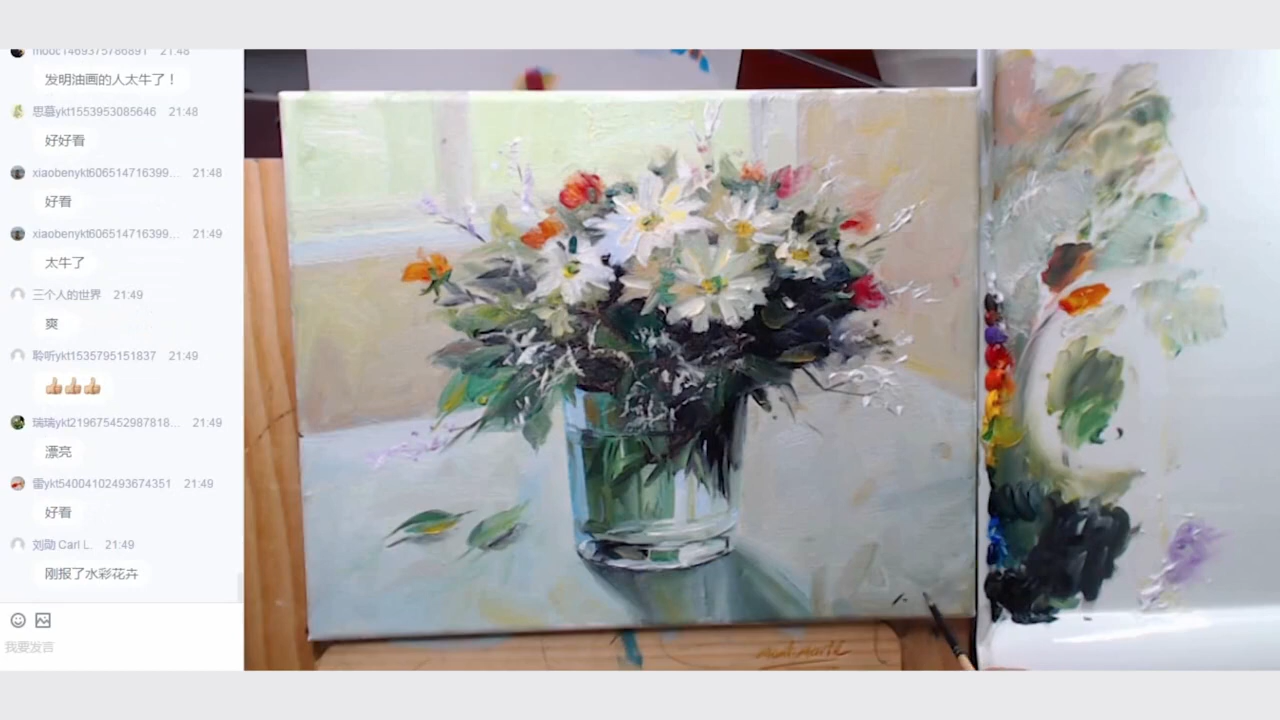 mooc1469375786891 21:48
发明油画的人太牛了！
思蕞ykt1553953085646 21:48
好好看
xiaobenykt606514716399... 21:48
好看
xiaobenykt606514716399... 21:49
太牛了
三个人的世界 21:49
爽
聆听ykt1535795151837 21:49
👍👍👍
瑞瑞ykt219675452987818... 21:49
漂亮
雷ykt54004102493674351 21:49
好看
刘勋 Carl L. 21:49
刚报了水彩花卉
我要发言